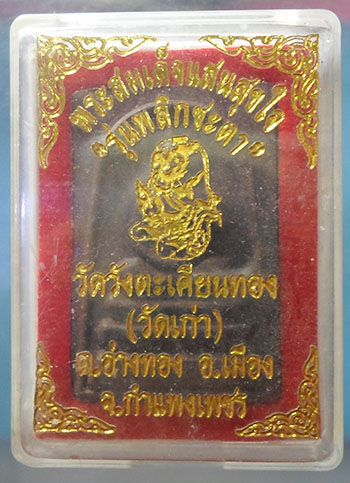 พระสมเด็จแสนสุขใจ
"รุ่นพลิกชะตา"
วัดวังตะเคียนทอง
(วัดเก่า)
ต.อ่างทอง อ.เมือง
จ.กำแพงเพชร